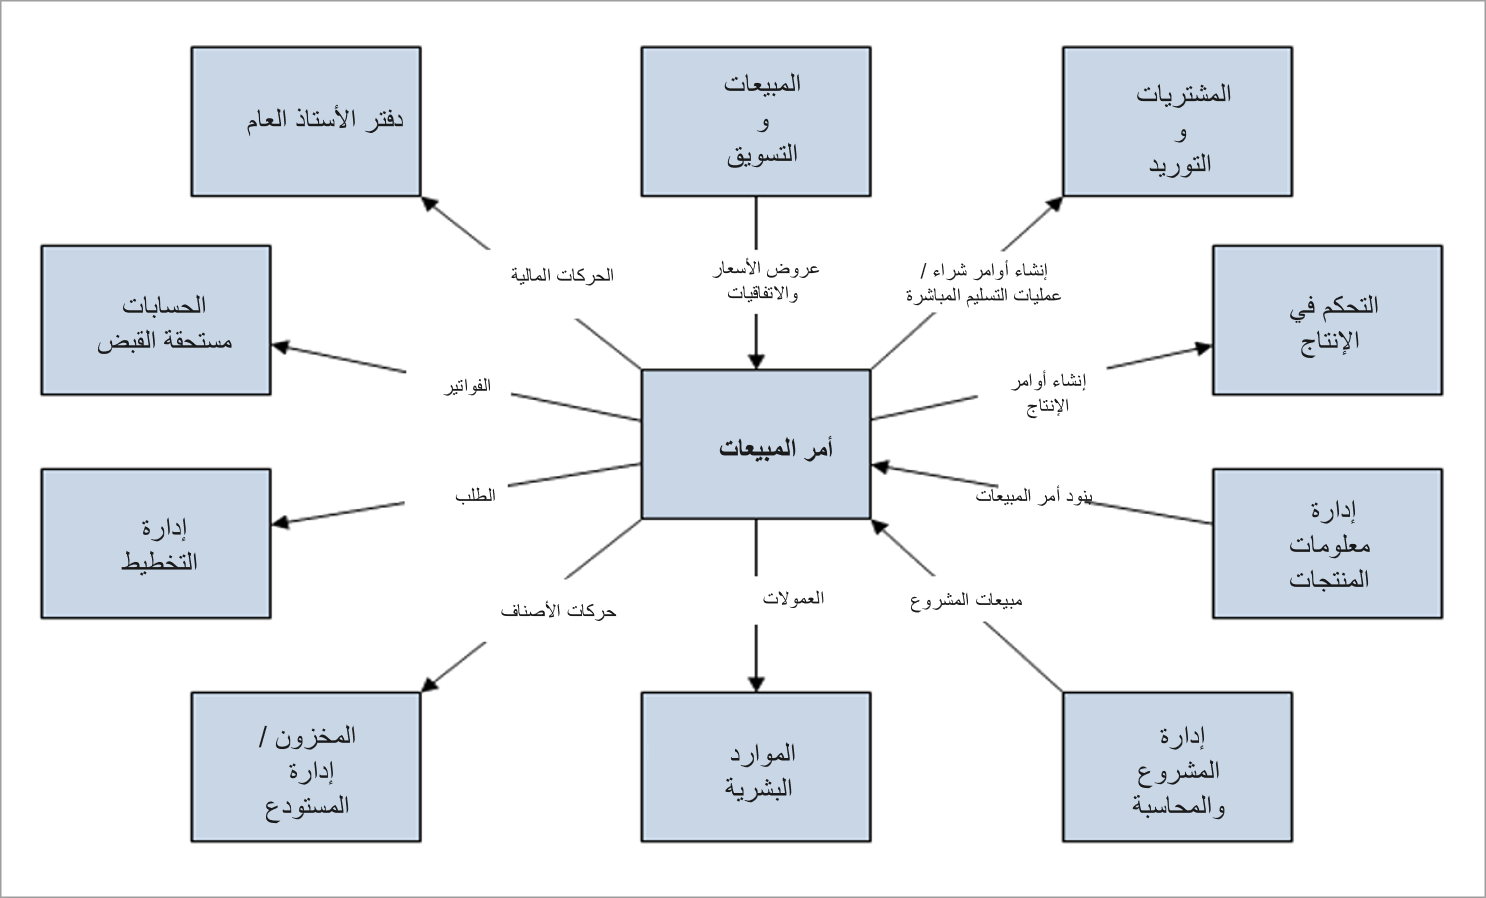 المشتريات
و
التوريد
المبيعات
و
التسويق
دفتر الأستاذ العام
إنشاء أوامر شراء /
عمليات التسليم المباشرة
عروض الأسعار
والاتفاقيات
الحركات المالية
التحكم في
الإنتاج
الحسابات
مستحقة القبض
إنشاء أوامر
الإنتاج
الفواتير
أمر المبيعات
إدارة
معلومات
المنتجات
بنود أمر المبيعات
الطلب
إدارة
التخطيط
مبيعات المشروع
العمولات
حركات الأصناف
إدارة
المشروع
والمحاسبة
الموارد
البشرية
المخزون /
إدارة
المستودع